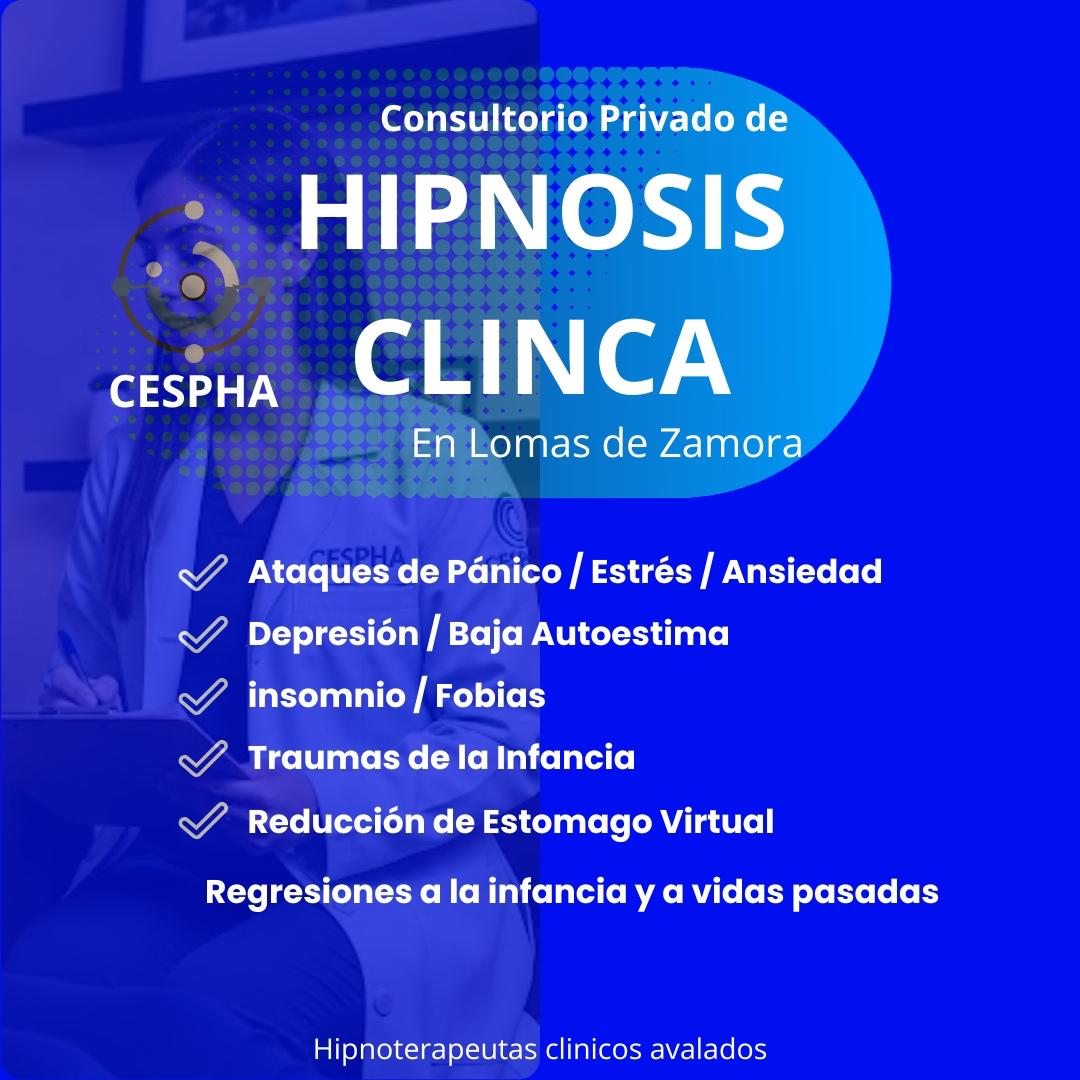 Consultorio Privado de
HIPNOSIS
CLINCA
En Lomas de Zamora
CESPHA
CESPHA
Ataques de Pánico / Estrés / Ansiedad
Depresión / Baja Autoestima
insomnio / Fobias
Traumas de la Infancia
Reducción de Estomago Virtual
Regresiones a la infancia y a vidas pasadas
Hipnoterapeutas clinicos avalados